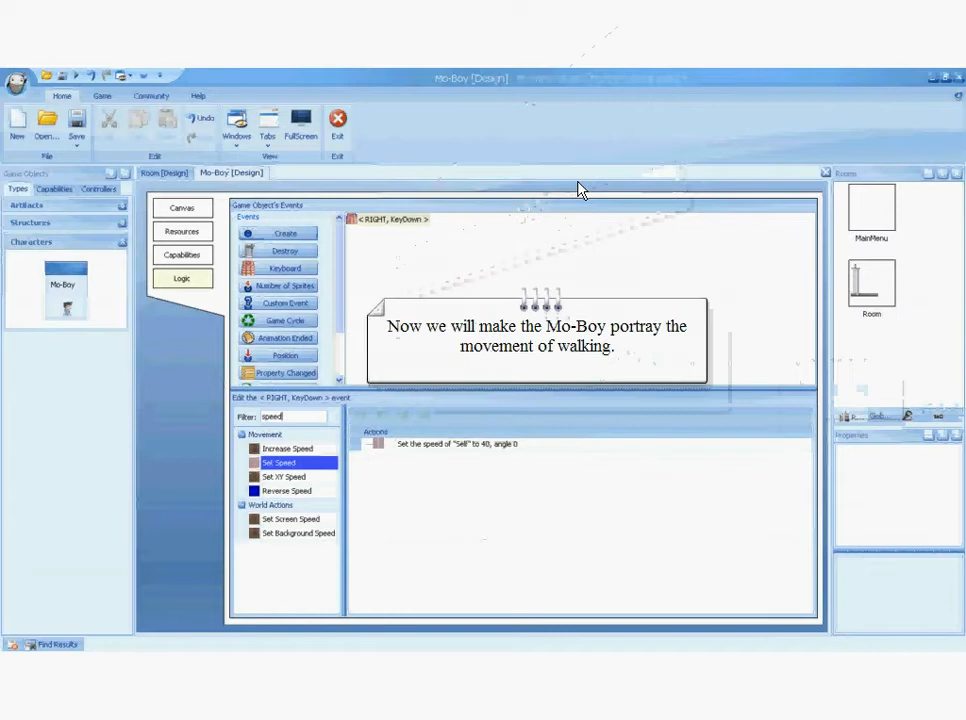 Mo-Boy [Design]
Home Game Community Help
New Open... Save Undo Windows Tabs FullScreen Exit
File Edit View Exit
Game Objects
Types Capabilities Controllers
Artifacts
Structures
Characters
Mo-Boy
Room [Design] Mo-Boy [Design]
Canvas
Resources
Capabilities
Logic
Game Object's Events
Events
Create
Destroy
Keyboard
Number of Sprites
Custom Event
Game Cycle
Animation Ended
Position
Property Changed
< RIGHT, KeyDown >
Now we will make the Mo-Boy portray the
movement of walking.
Edit the < RIGHT, KeyDown > event
Filter: speed
Movement
Increase Speed
Set Speed
Set XY Speed
Reverse Speed
World Actions
Set Screen Speed
Set Background Speed
Actions
Set the speed of "Self" to 40, angle 0
Rooms
MainMenu
Room
R...
Properties
Find Results